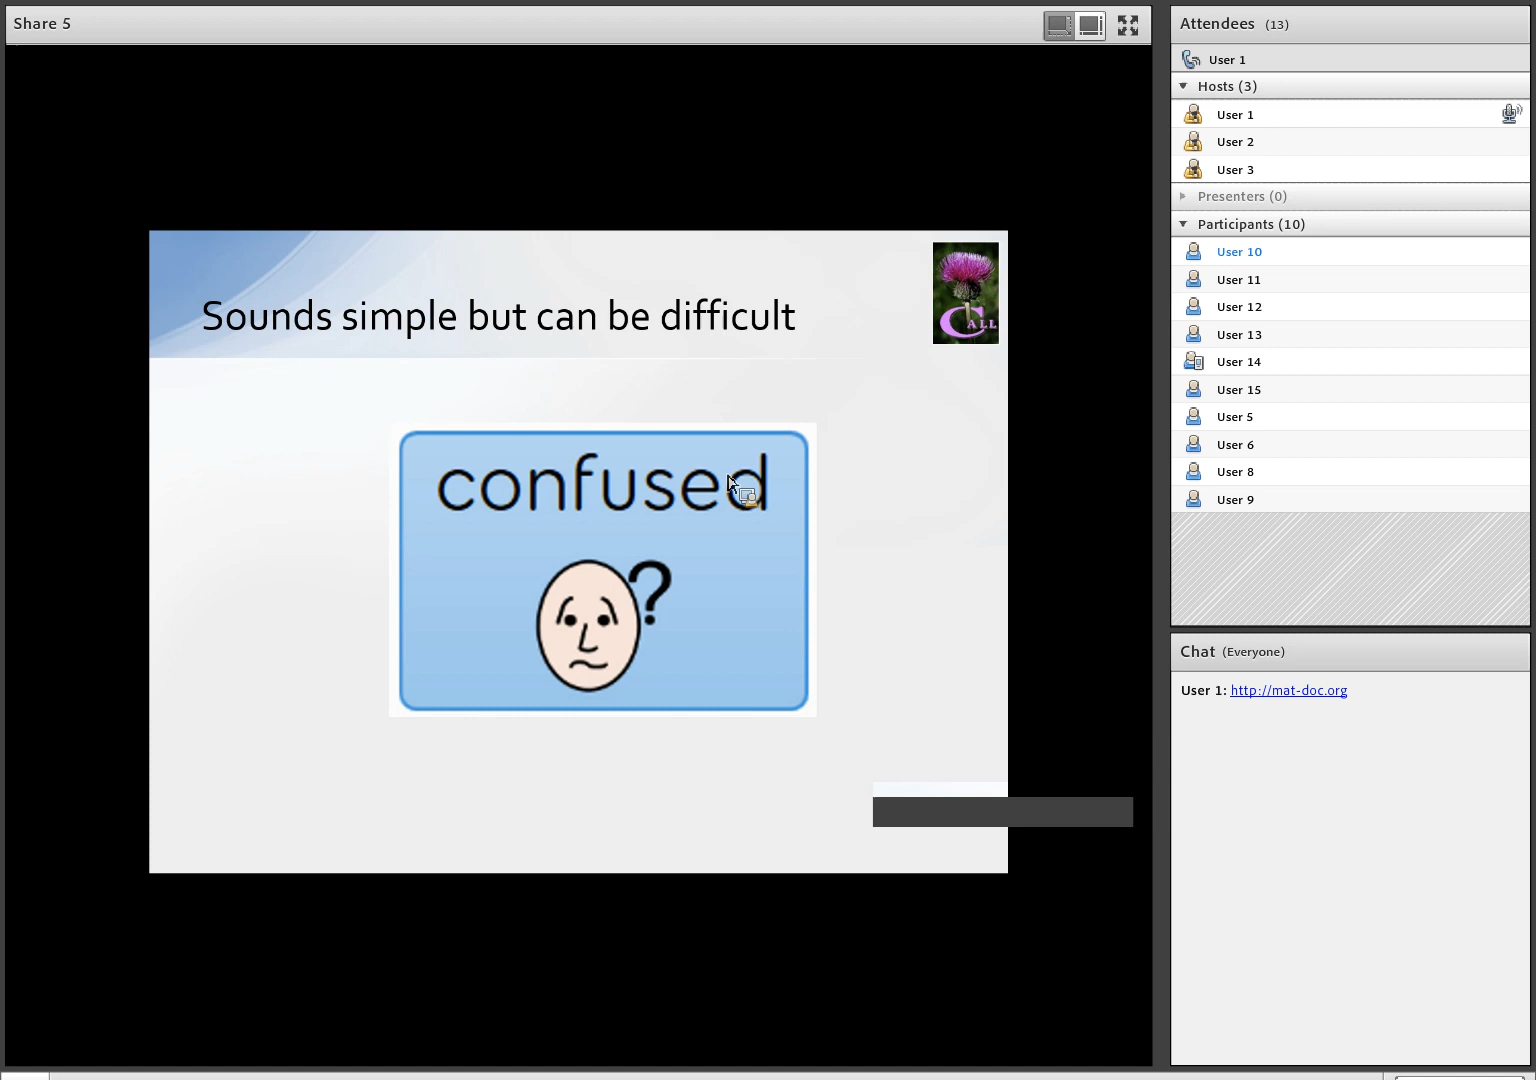 Share 5
Sounds simple but can be difficult
CALL
confused
?
Attendees (13)
User 1
Hosts (3)
User 1
User 2
User 3
Presenters (0)
Participants (10)
User 10
User 11
User 12
User 13
User 14
User 15
User 5
User 6
User 8
User 9
Chat (Everyone)
User 1: http://mat-doc.org